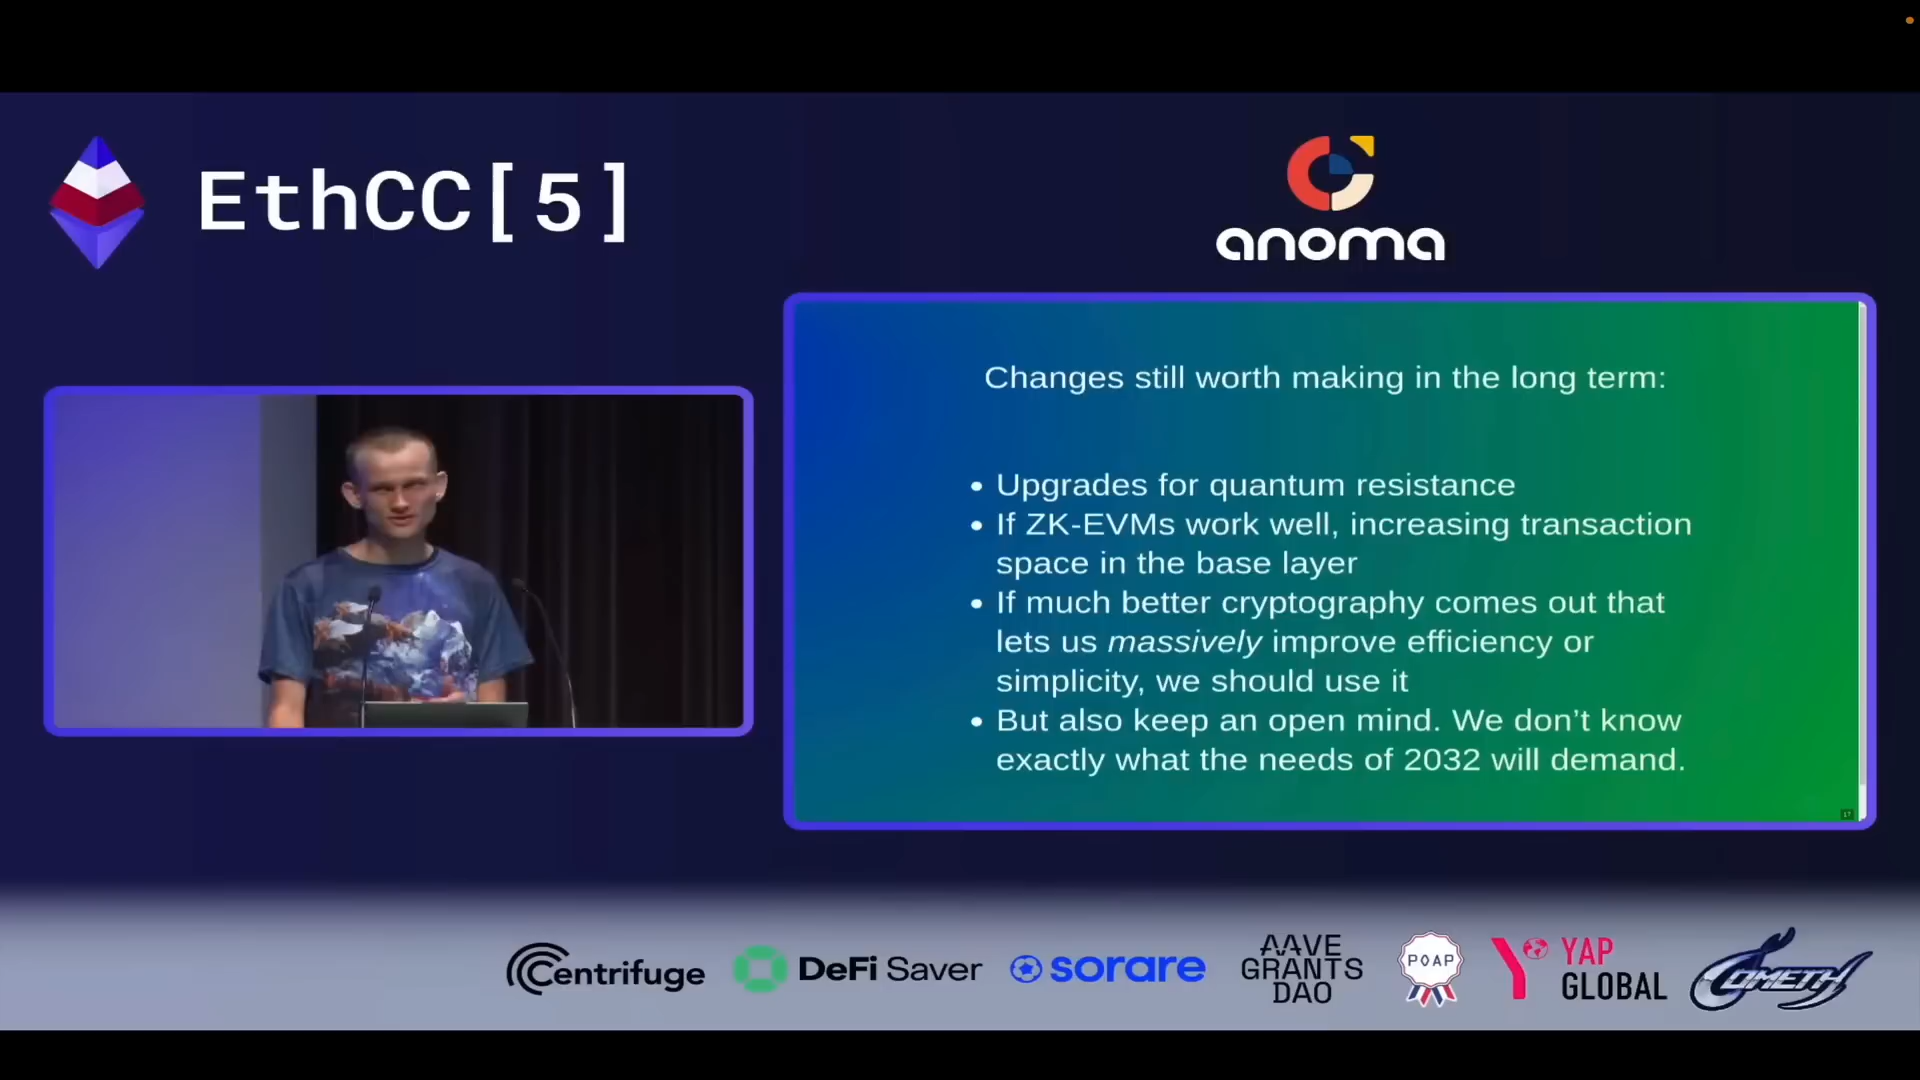 EthCC[5]
anoma
Changes still worth making in the long term:
• Upgrades for quantum resistance
• If ZK-EVMs work well, increasing transaction
space in the base layer
• If much better cryptography comes out that
lets us massively improve efficiency or
simplicity, we should use it
• But also keep an open mind. We don’t know
exactly what the needs of 2032 will demand.
17
Centrifuge
DeFi Saver
sorare
AAVE
GRANTS
DAO
POAP
YAP
GLOBAL
COMETH